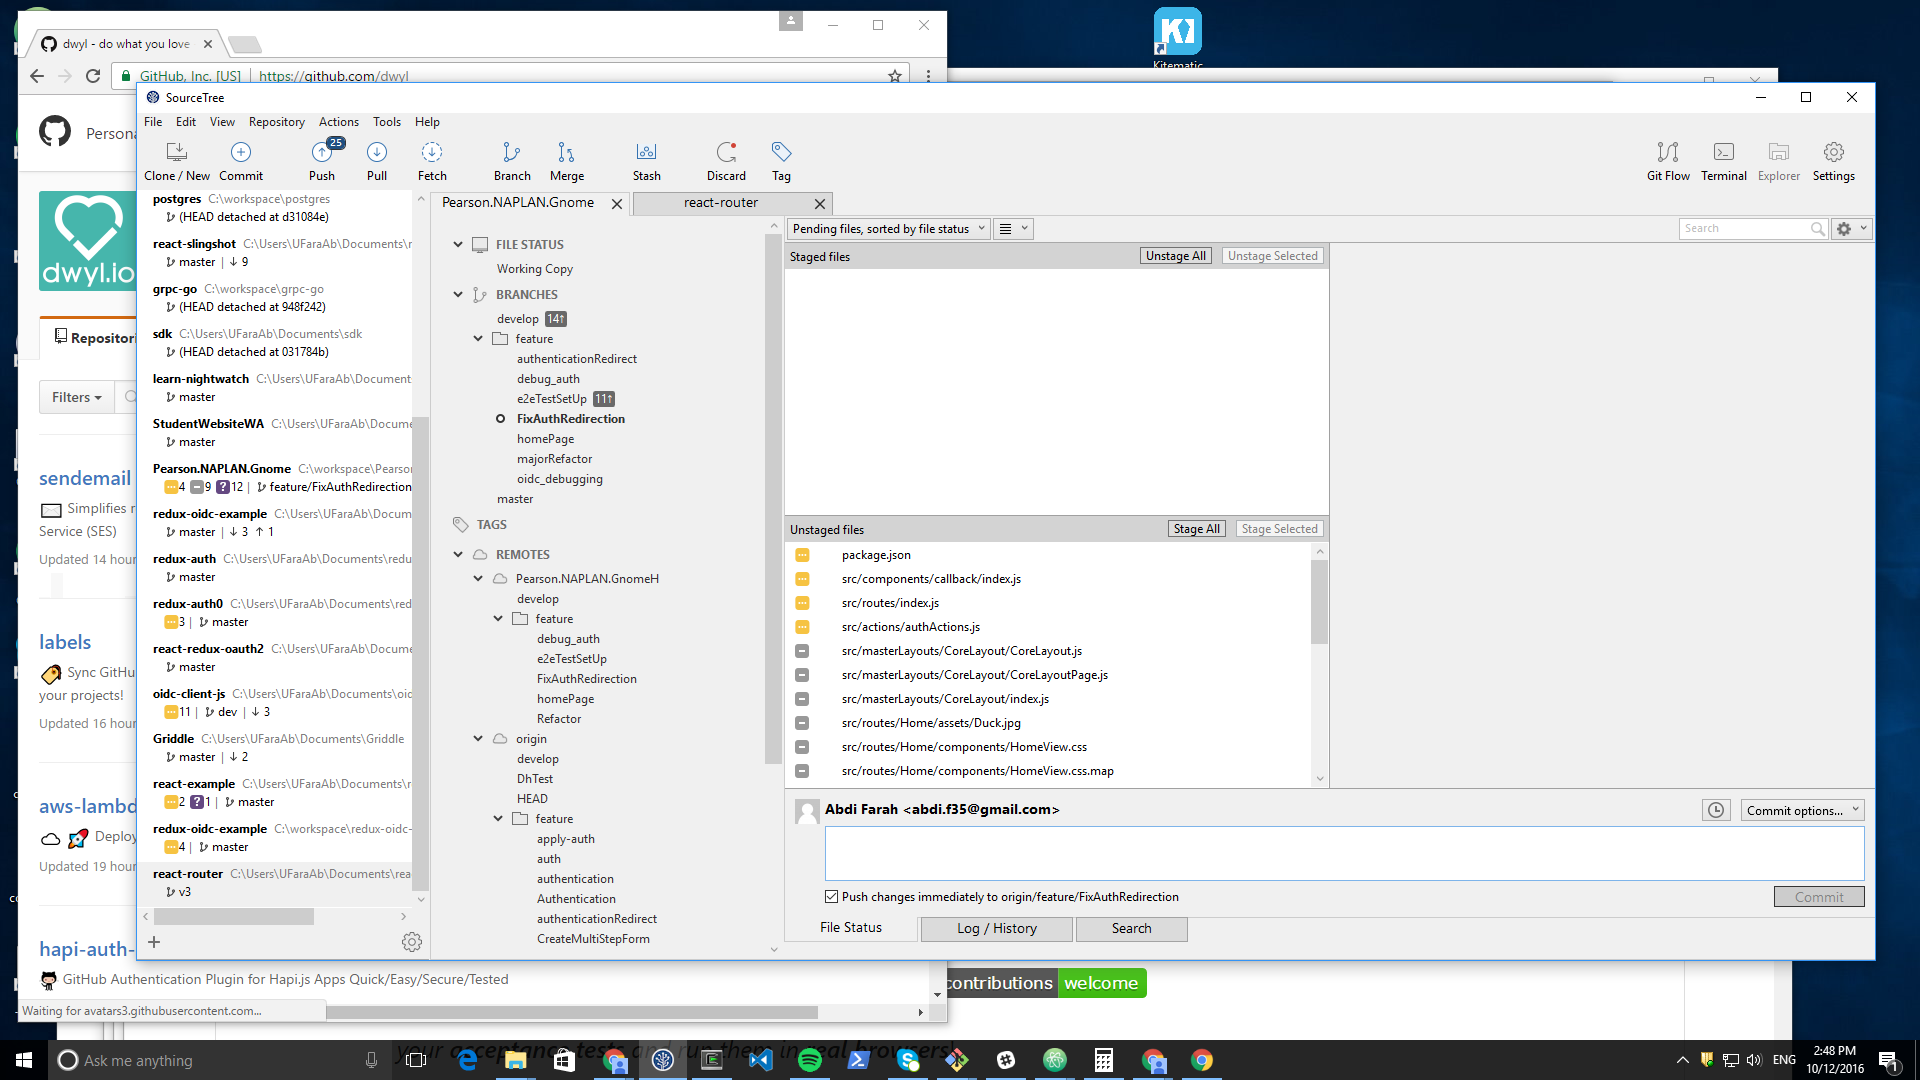 dwyl - do what you love
GitHub, Inc. [US] | https://github.com/dwyl
Kitematic
SourceTree
File Edit View Repository Actions Tools Help
Clone / New Commit Push 25 Pull Fetch Branch Merge Stash Discard Tag Git Flow Terminal Explorer Settings
Persona
dwyl.io
Repositori
Filters
sendemail
Simplifies
Service (SES)
Updated 14 hour
labels
Sync GitHu
your projects!
Updated 16 hour
aws-lambd
Deploy
Updated 19 hour
hapi-auth-
GitHub Authentication Plugin for Hapi.js Apps Quick/Easy/Secure/Tested
Waiting for avatars3.githubusercontent.com...
postgres C:\workspace\postgres
(HEAD detached at d31084e)
react-slingshot C:\Users\UFaraAb\Documents\r
master | ↓ 9
grpc-go C:\workspace\grpc-go
(HEAD detached at 948f242)
sdk C:\Users\UFaraAb\Documents\sdk
(HEAD detached at 031784b)
learn-nightwatch C:\Users\UFaraAb\Document
master
StudentWebsiteWA C:\Users\UFaraAb\Docume
master
Pearson.NAPLAN.Gnome C:\workspace\Pearson
4 9 ? 12 | feature/FixAuthRedirection
redux-oidc-example C:\Users\UFaraAb\Docum
master | ↓ 3 ↑ 1
redux-auth C:\Users\UFaraAb\Documents\redu
master
redux-auth0 C:\Users\UFaraAb\Documents\red
3 | master
react-redux-oauth2 C:\Users\UFaraAb\Docume
master
oidc-client-js C:\Users\UFaraAb\Documents\oid
11 | dev | ↓ 3
Griddle C:\Users\UFaraAb\Documents\Griddle
master | ↓ 2
react-example C:\Users\UFaraAb\Documents\r
2 ? 1 | master
redux-oidc-example C:\workspace\redux-oidc-
4 | master
react-router C:\Users\UFaraAb\Documents\rea
v3
Pearson.NAPLAN.Gnome
react-router
FILE STATUS
Working Copy
BRANCHES
develop 14↑
feature
authenticationRedirect
debug_auth
e2eTestSetUp 11↑
FixAuthRedirection
homePage
majorRefactor
oidc_debugging
master
TAGS
REMOTES
Pearson.NAPLAN.GnomeH
develop
feature
debug_auth
e2eTestSetUp
FixAuthRedirection
homePage
Refactor
origin
develop
DhTest
HEAD
feature
apply-auth
auth
authentication
Authentication
authenticationRedirect
CreateMultiStepForm
Pending files, sorted by file status
Search
Staged files Unstage All Unstage Selected
Unstaged files Stage All Stage Selected
package.json
src/components/callback/index.js
src/routes/index.js
src/actions/authActions.js
src/masterLayouts/CoreLayout/CoreLayout.js
src/masterLayouts/CoreLayout/CoreLayoutPage.js
src/masterLayouts/CoreLayout/index.js
src/routes/Home/assets/Duck.jpg
src/routes/Home/components/HomeView.css
src/routes/Home/components/HomeView.css.map
Abdi Farah <abdi.f35@gmail.com>
Commit options...
Push changes immediately to origin/feature/FixAuthRedirection
Commit
File Status Log / History Search
contributions welcome
your acceptance tests and run them in real browsers!
Ask me anything
ENG
2:48 PM
10/12/2016
1